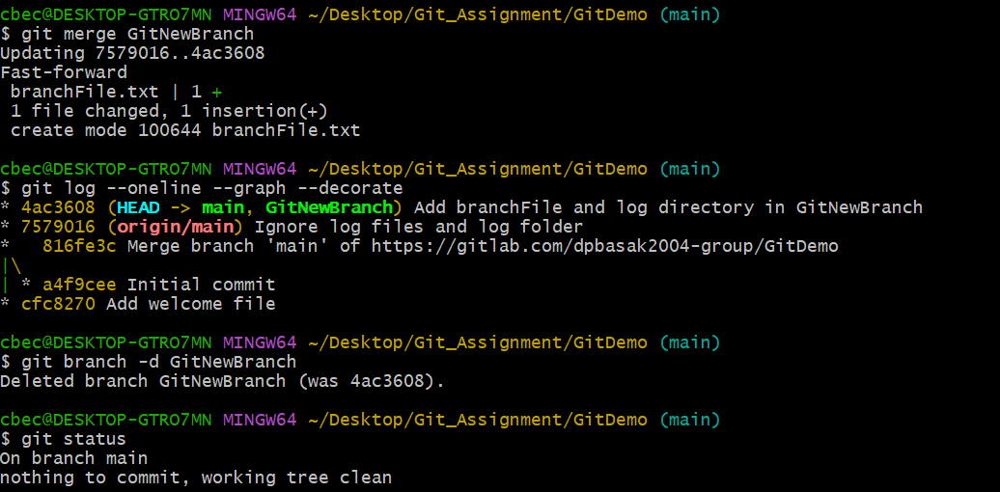 cbec@DESKTOP-GTRO7MN MINGW64 ~/Desktop/Git_Assignment/GitDemo (main)
$ git merge GitNewBranch
Updating 7579016..4ac3608
Fast-forward
 branchFile.txt | 1 +
 1 file changed, 1 insertion(+)
 create mode 100644 branchFile.txt

cbec@DESKTOP-GTRO7MN MINGW64 ~/Desktop/Git_Assignment/GitDemo (main)
$ git log --oneline --graph --decorate
* 4ac3608 (HEAD -> main, GitNewBranch) Add branchFile and log directory in GitNewBranch
* 7579016 (origin/main) Ignore log files and log folder
*   816fe3c Merge branch 'main' of https://gitlab.com/dpbasak2004-group/GitDemo
|\
| * a4f9cee Initial commit
* cfc8270 Add welcome file

cbec@DESKTOP-GTRO7MN MINGW64 ~/Desktop/Git_Assignment/GitDemo (main)
$ git branch -d GitNewBranch
Deleted branch GitNewBranch (was 4ac3608).

cbec@DESKTOP-GTRO7MN MINGW64 ~/Desktop/Git_Assignment/GitDemo (main)
$ git status
On branch main
nothing to commit, working tree clean